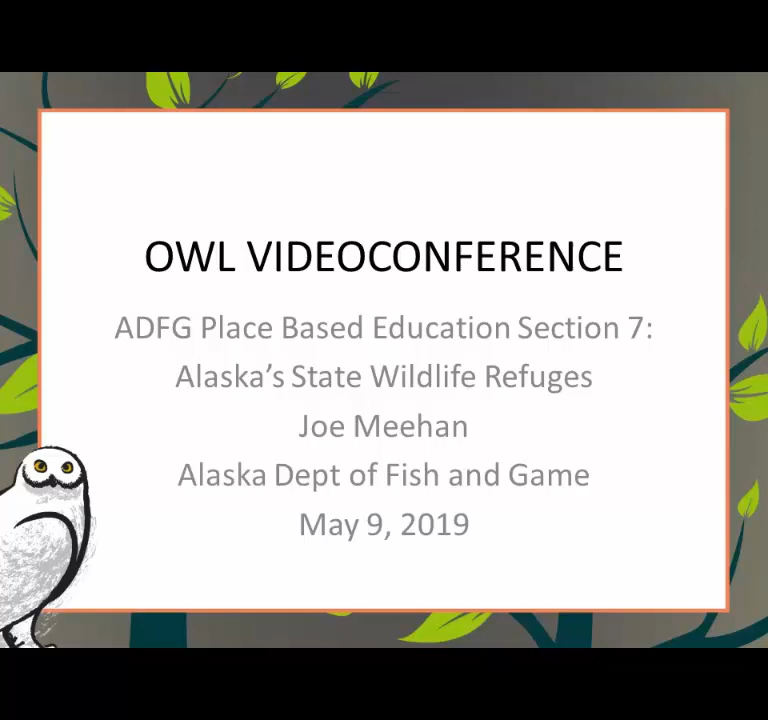 OWL VIDEOCONFERENCE
ADFG Place Based Education Section 7:
Alaska’s State Wildlife Refuges
Joe Meehan
Alaska Dept of Fish and Game
May 9, 2019